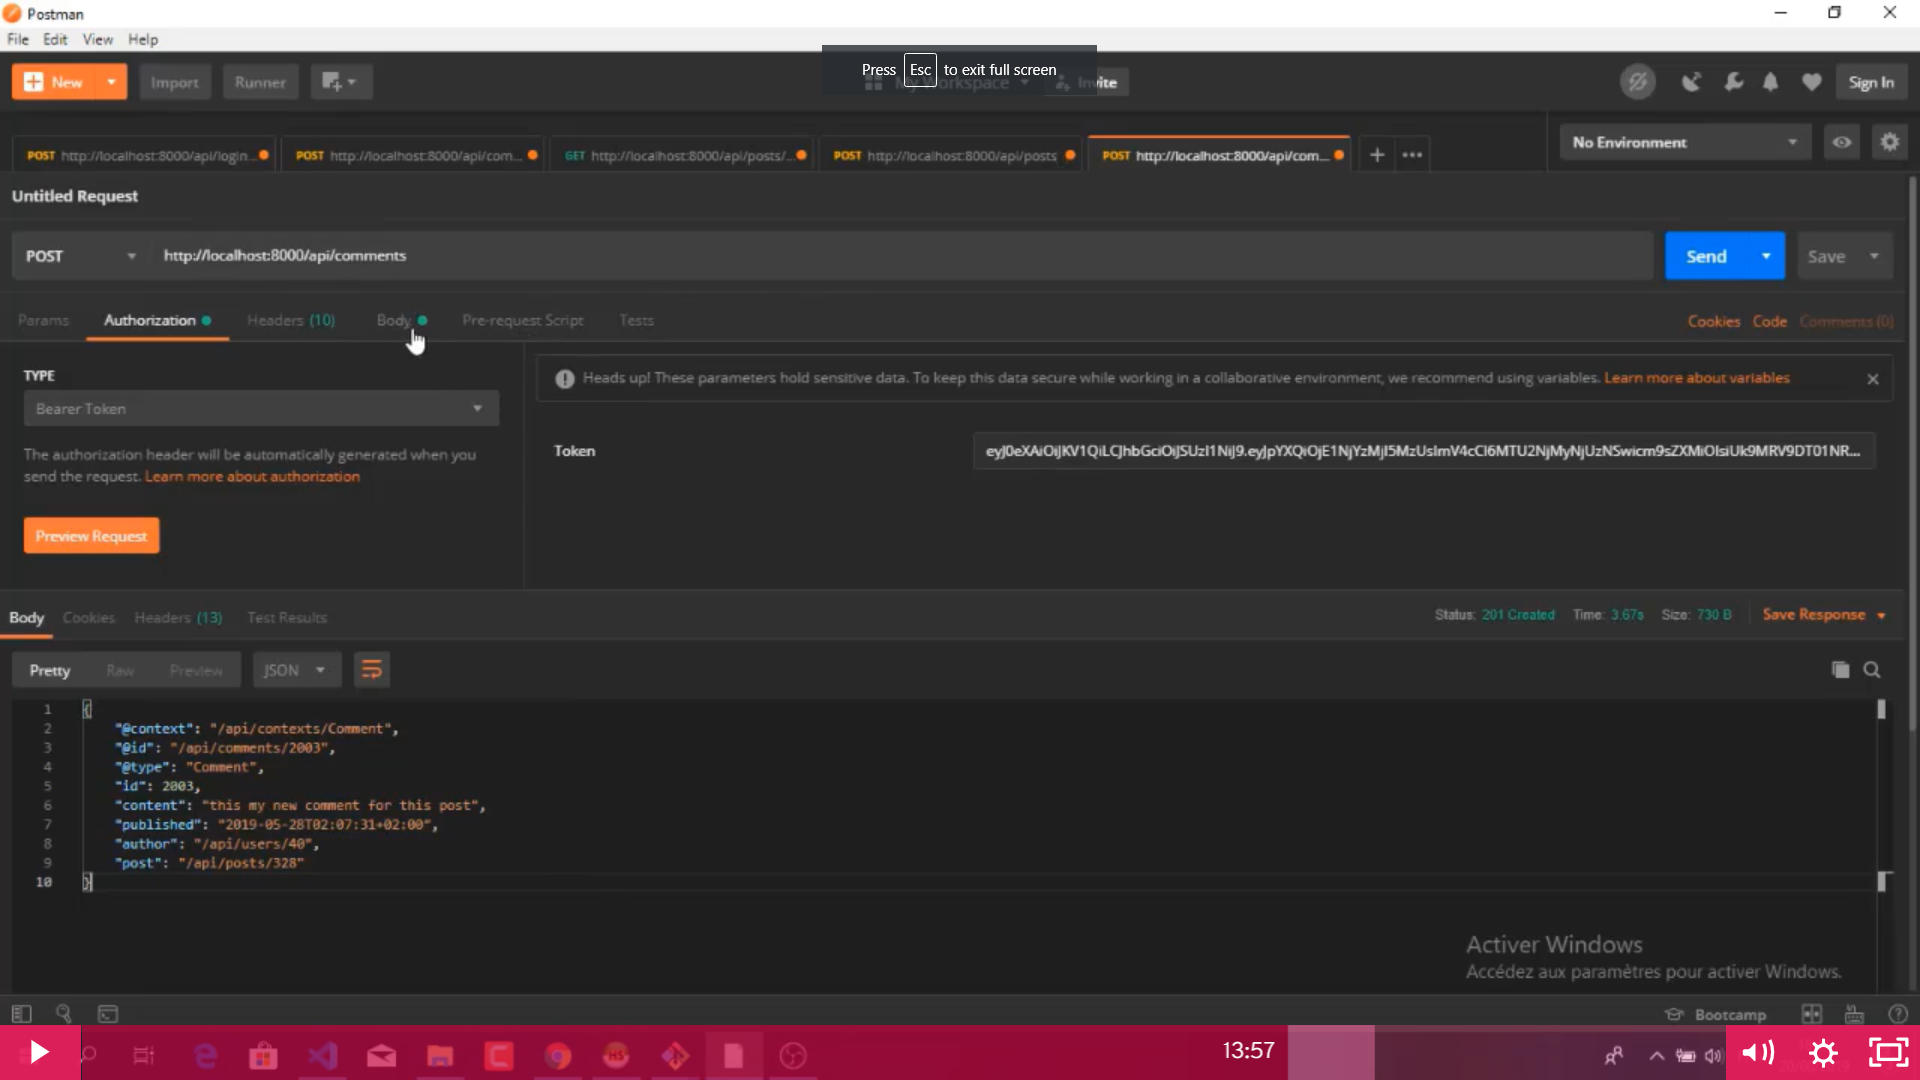 Postman
File Edit View Help
Press Esc to exit full screen
New Import Runner My Workspace Invite Sign In
POST http://localhost:8000/api/login... POST http://localhost:8000/api/com... GET http://localhost:8000/api/posts/... POST http://localhost:8000/api/posts POST http://localhost:8000/api/com... + ••• No Environment
Untitled Request
POST http://localhost:8000/api/comments Send Save
Params Authorization Headers (10) Body Pre-request Script Tests Cookies Code Comments (0)
TYPE
Heads up! These parameters hold sensitive data. To keep this data secure while working in a collaborative environment, we recommend using variables. Learn more about variables
Bearer Token
The authorization header will be automatically generated when you
send the request. Learn more about authorization
Token
Preview Request
Body Cookies Headers (13) Test Results Status: 201 Created Time: 3.67s Size: 730 B Save Response
Pretty Raw Preview JSON
1 {
2 "@context": "/api/contexts/Comment",
3 "@id": "/api/comments/2003",
4 "@type": "Comment",
5 "id": 2003,
6 "content": "this my new comment for this post",
7 "published": "2019-05-28T02:07:31+02:00",
8 "author": "/api/users/40",
9 "post": "/api/posts/328"
10 }
Activer Windows
Accédez aux paramètres pour activer Windows.
Bootcamp
13:57